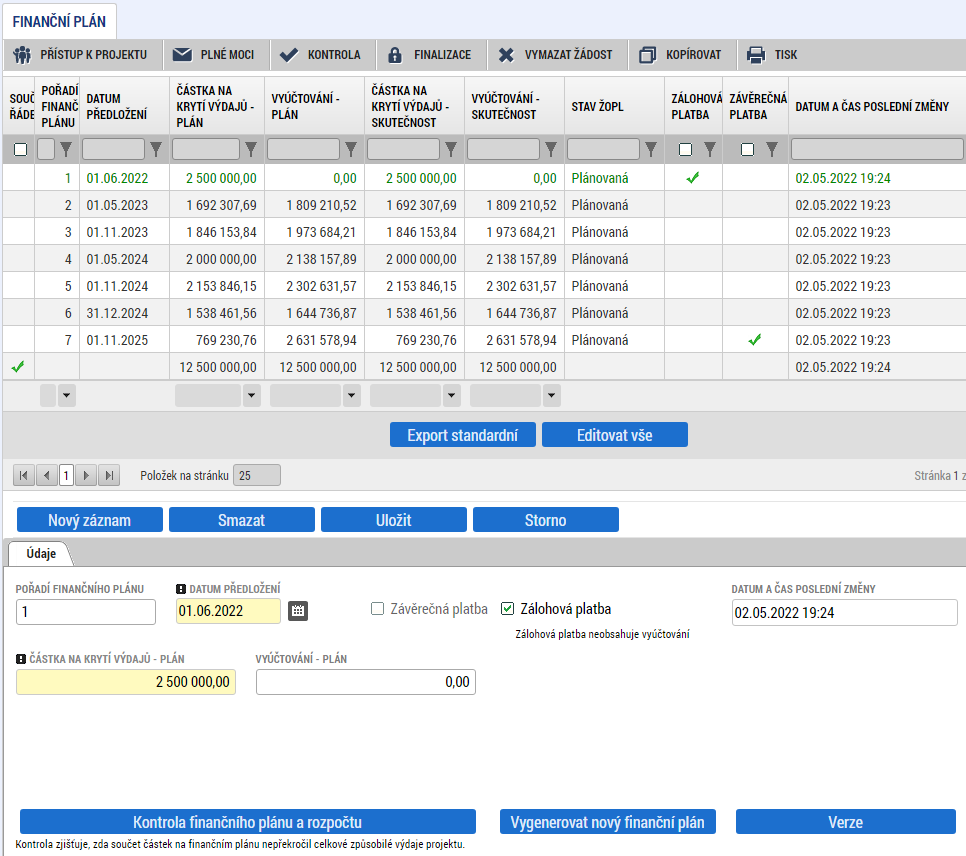 FINANČNÍ PLÁN
PŘÍSTUP K PROJEKTU PLNÉ MOCI KONTROLA FINALIZACE VYMAZAT ŽÁDOST KOPÍROVAT TISK
SOUČ ŘÁDE POŘADÍ FINANČ PLÁNU DATUM PŘEDLOŽENÍ ČÁSTKA NA KRYTÍ VÝDAJŮ - PLÁN VYÚČTOVÁNÍ - PLÁN ČÁSTKA NA KRYTÍ VÝDAJŮ - SKUTEČNOST VYÚČTOVÁNÍ - SKUTEČNOST STAV ŽOPL ZÁLOHOVÁ PLATBA ZÁVĚREČNÁ PLATBA DATUM A ČAS POSLEDNÍ ZMĚNY
1 01.06.2022 2 500 000,00 0,00 2 500 000,00 0,00 Plánovaná 02.05.2022 19:24
2 01.05.2023 1 692 307,69 1 809 210,52 1 692 307,69 1 809 210,52 Plánovaná 02.05.2022 19:23
3 01.11.2023 1 846 153,84 1 973 684,21 1 846 153,84 1 973 684,21 Plánovaná 02.05.2022 19:23
4 01.05.2024 2 000 000,00 2 138 157,89 2 000 000,00 2 138 157,89 Plánovaná 02.05.2022 19:23
5 01.11.2024 2 153 846,15 2 302 631,57 2 153 846,15 2 302 631,57 Plánovaná 02.05.2022 19:23
6 31.12.2024 1 538 461,56 1 644 736,87 1 538 461,56 1 644 736,87 Plánovaná 02.05.2022 19:23
7 01.11.2025 769 230,76 2 631 578,94 769 230,76 2 631 578,94 Plánovaná 02.05.2022 19:23
12 500 000,00 12 500 000,00 12 500 000,00 12 500 000,00 02.05.2022 19:24
Export standardní Editovat vše
1 Položek na stránku 25 Stránka 1 z
Nový záznam Smazat Uložit Storno
Údaje
POŘADÍ FINANČNÍHO PLÁNU DATUM PŘEDLOŽENÍ DATUM A ČAS POSLEDNÍ ZMĚNY
1 01.06.2022 Závěrečná platba Zálohová platba 02.05.2022 19:24
Zálohová platba neobsahuje vyúčtování
ČÁSTKA NA KRYTÍ VÝDAJŮ - PLÁN VYÚČTOVÁNÍ - PLÁN
2 500 000,00 0,00
Kontrola finančního plánu a rozpočtu Vygenerovat nový finanční plán Verze
Kontrola zjišťuje, zda součet částek na finančním plánu nepřekročil celkové způsobilé výdaje projektu.